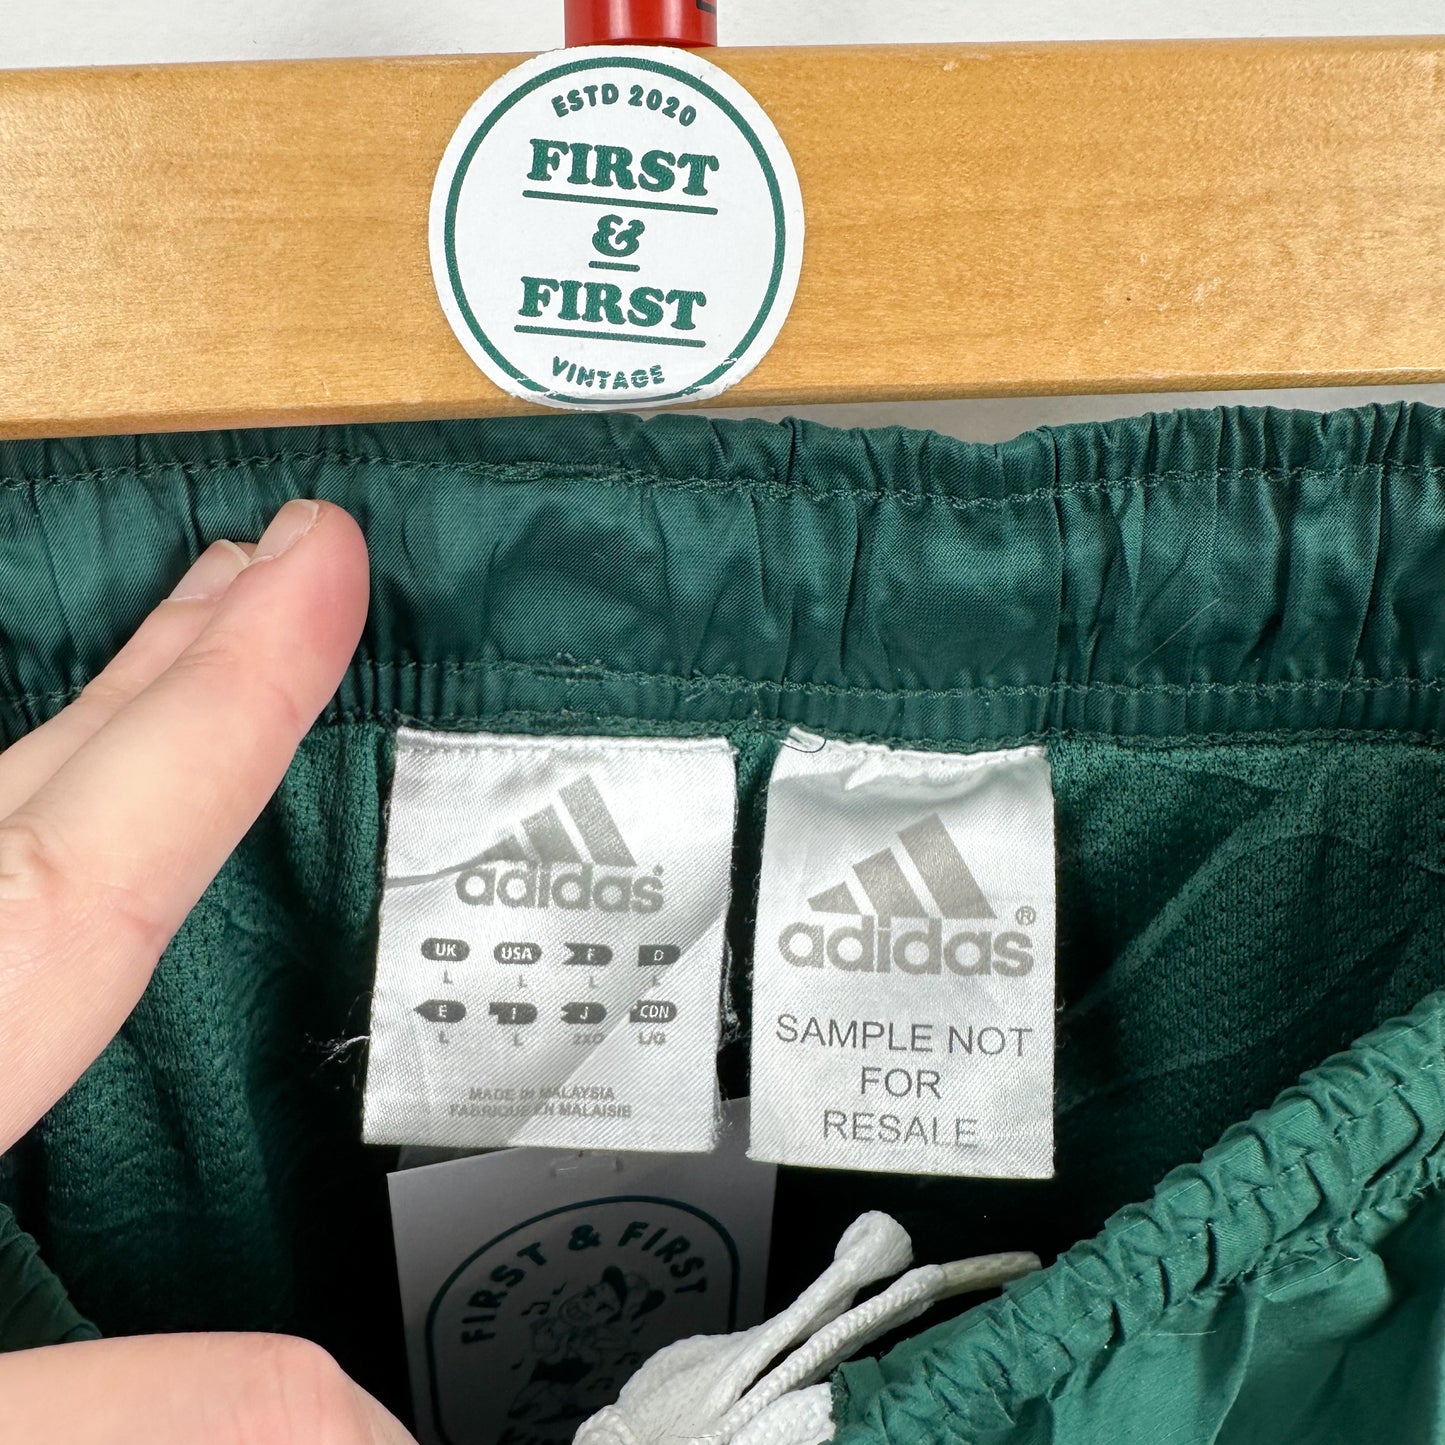 ESTD 2020
FIRST
&
FIRST
VINTAGE
adidas
UK USA F D
L L L L
E I J CDN
L L 2XO L/G
MADE IN MALAYSIA
FABRIQUE EN MALAISIE
adidas®
SAMPLE NOT
FOR
RESALE
FIRST & FIRST